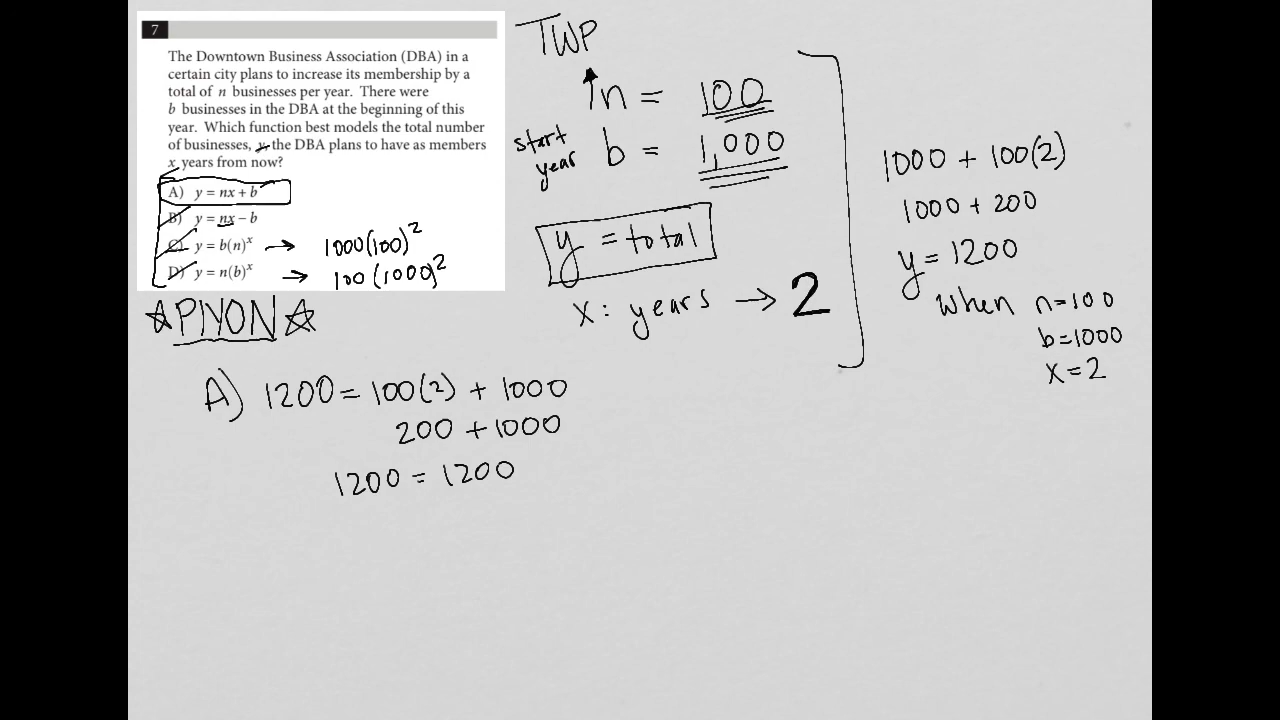 7
The Downtown Business Association (DBA) in a
certain city plans to increase its membership by a
total of n businesses per year. There were
b businesses in the DBA at the beginning of this
year. Which function best models the total number
of businesses, y, the DBA plans to have as members
x years from now?
A) y = nx + b
B) y = nx – b
C) y = b(n)^x → 1000(100)^2
D) y = n(b)^x → 100(1000)^2
☆PIYON☆
TWP
↑n = 100
start year b = 1,000
y = total
x: years → 2
1000 + 100(2)
1000 + 200
y = 1200
when n=100
b=1000
x=2
A) 1200 = 100(2) + 1000
200 + 1000
1200 = 1200